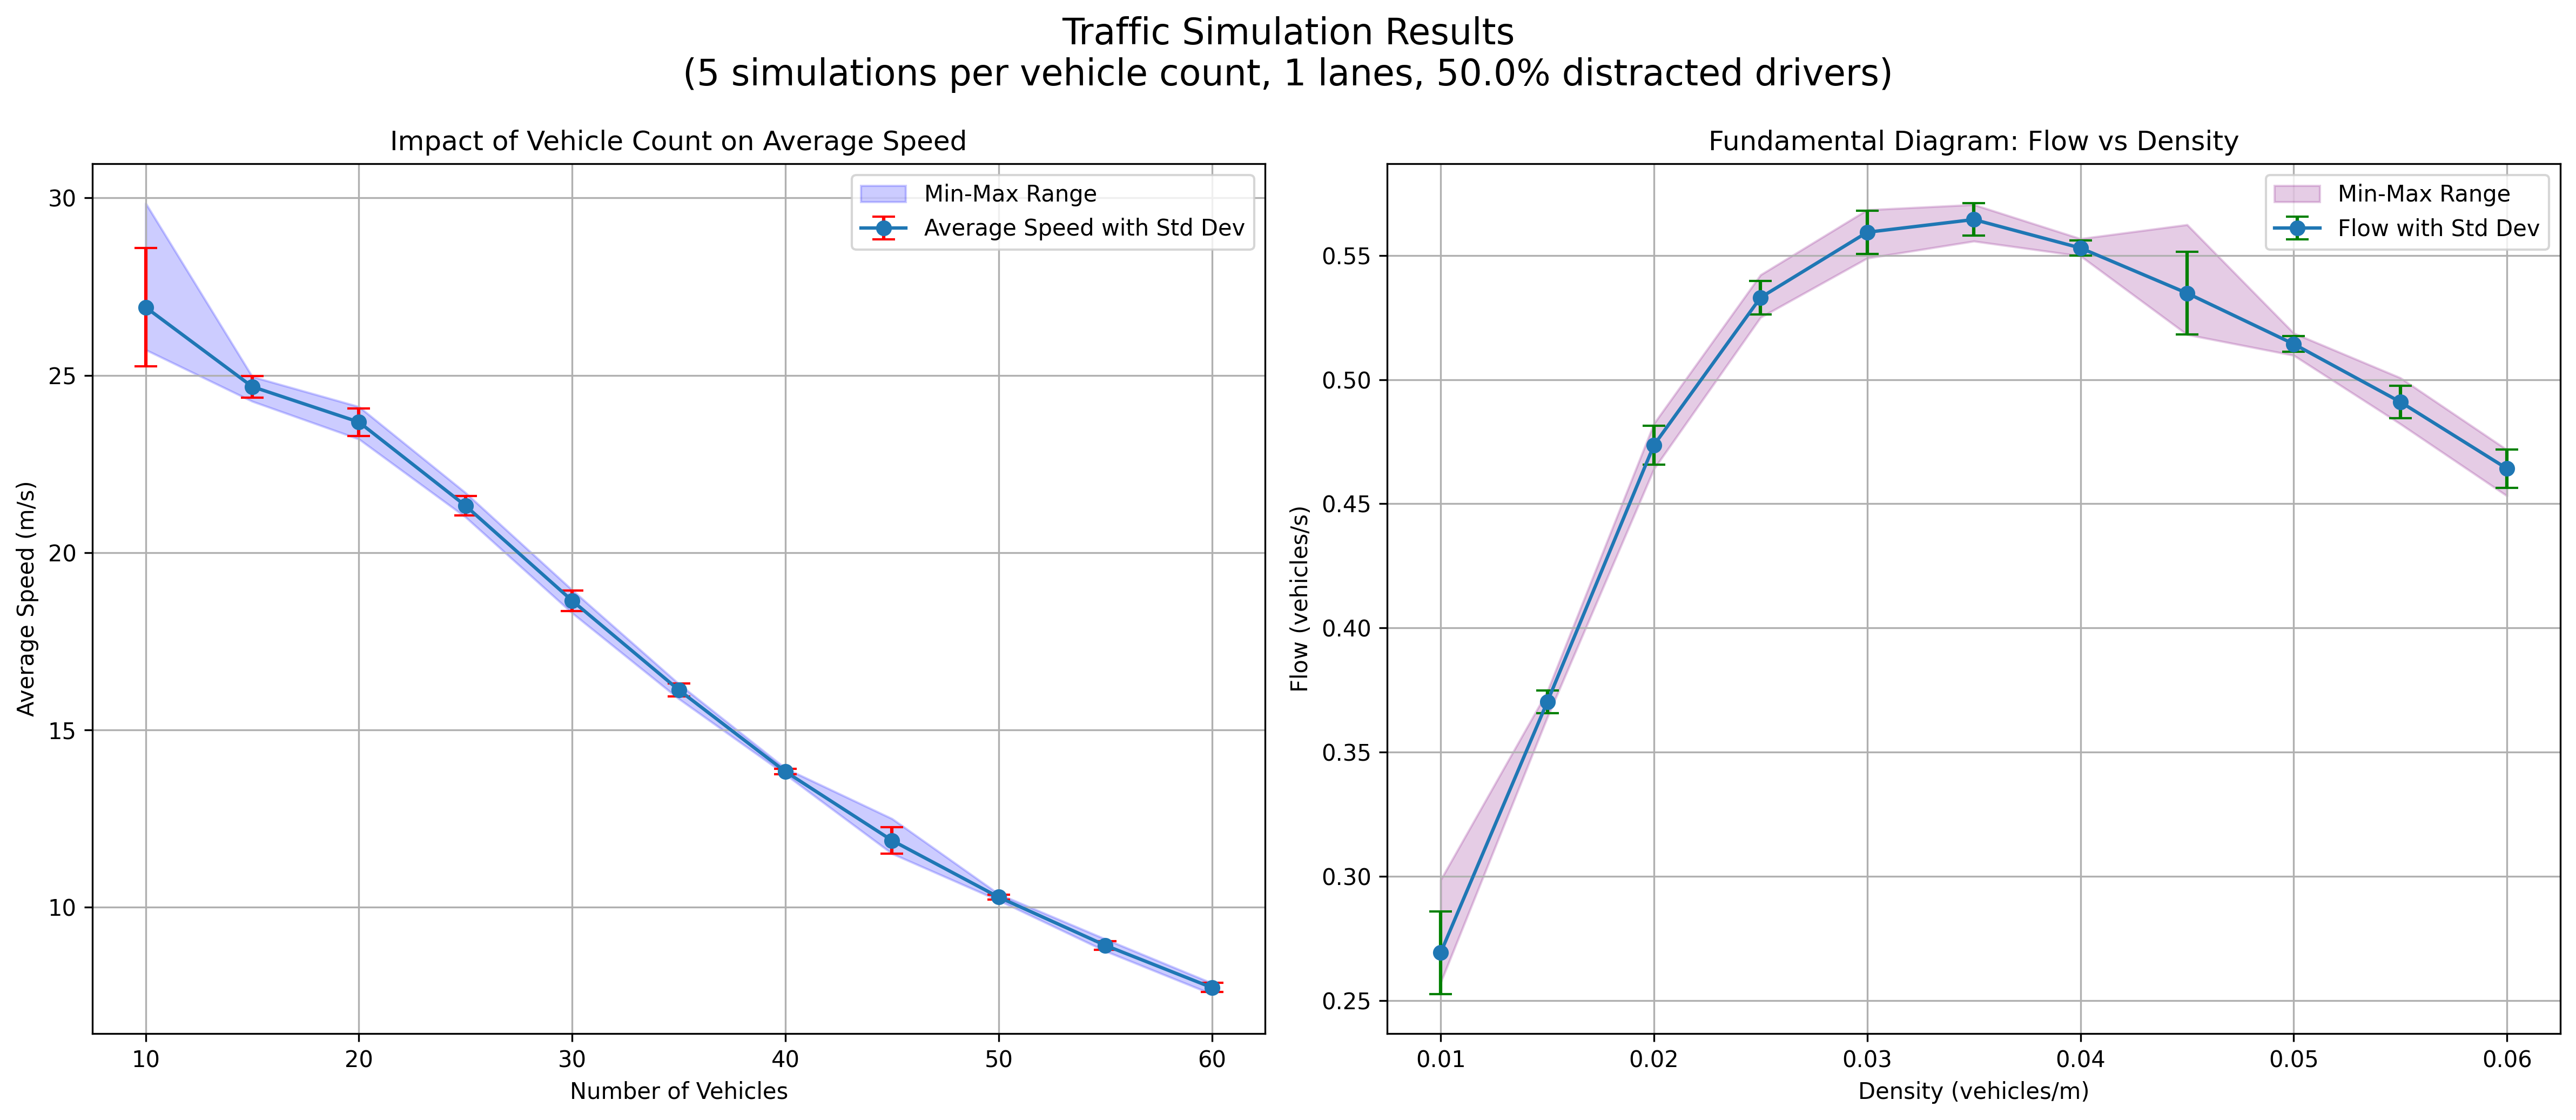 Traffic Simulation Results
(5 simulations per vehicle count, 1 lanes, 50.0% distracted drivers)
Impact of Vehicle Count on Average Speed
Min-Max Range
Average Speed with Std Dev
30
25
20
15
10
Average Speed (m/s)
10
20
30
40
50
60
Number of Vehicles
Fundamental Diagram: Flow vs Density
Min-Max Range
Flow with Std Dev
0.55
0.50
0.45
0.40
0.35
0.30
0.25
Flow (vehicles/s)
0.01
0.02
0.03
0.04
0.05
0.06
Density (vehicles/m)